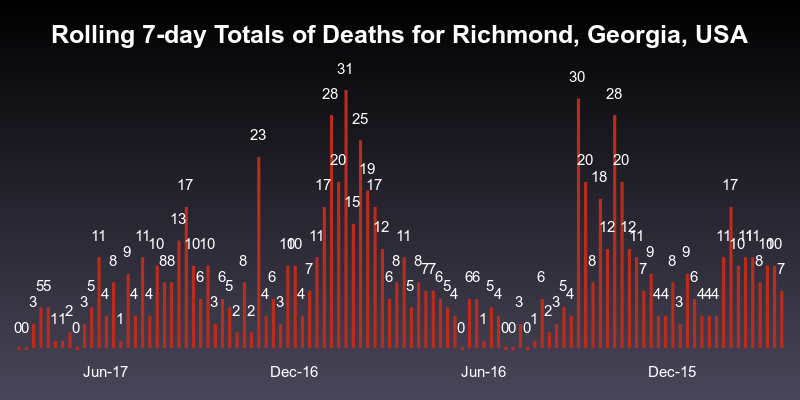 Rolling 7-day Totals of Deaths for Richmond, Georgia, USA
0 0 3 5 5 1 1 2 0 3 5 11 4 8 1 9 4 11 4 10 8 8 13 17 10 6 10 3 6 5 2 8 2 23 4 6 3 10 10 4 7 11 17 28 20 31 15 25 19 17 12 6 8 11 5 8 7 7 6 5 4 0 6 6 1 5 4 0 0 3 0 1 6 2 3 5 4 30 20 8 18 12 28 20 12 11 7 9 4 4 8 3 9 6 4 4 4 11 17 10 11 11 8 10 10 7
Jun-17 Dec-16 Jun-16 Dec-15